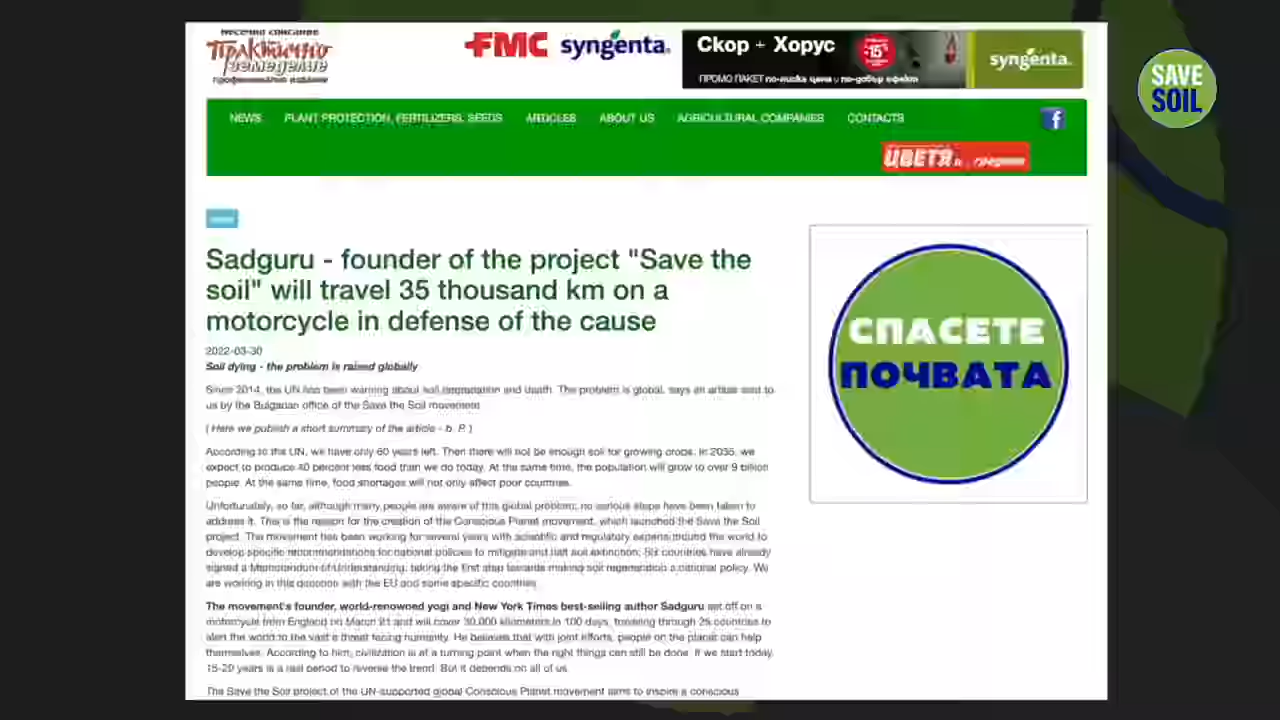 месечно списание
Практично
земеделие
професионално издание
FMC
syngenta.
Скор + Хорус
-15%
ПРОМО ПАКЕТ по-ниска цена и по-добър ефект
syngenta.
SAVE
SOIL
NEWS PLANT PROTECTION, FERTILIZERS, SEEDS ARTICLES ABOUT US AGRICULTURAL COMPANIES CONTACTS
f
ЦВЕТЯ
Sadguru - founder of the project "Save the
soil" will travel 35 thousand km on a
motorcycle in defense of the cause
2022-03-30
Soil dying - the problem is raised globally
Since 2014, the UN has been warning about soil degradation and death. The problem is global, says an article sent to
us by the Bulgarian office of the Save the Soil movement.
( Here we publish a short summary of the article - b. P. )
According to the UN, we have only 60 years left. Then there will not be enough soil for growing crops. In 2035, we
expect to produce 40 percent less food than we do today. At the same time, the population will grow to over 9 billion
people. At the same time, food shortages will not only affect poor countries.
Unfortunately, so far, although many people are aware of this global problem, no serious steps have been taken to
address it. This is the reason for the creation of the Conscious Planet movement, which launched the Save the Soil
project. The movement has been working for several years with scientific and regulatory experts around the world to
develop specific recommendations for national policies to mitigate and halt soil extinction. Six countries have already
signed a Memorandum of Understanding, taking the first step towards making soil regeneration a national policy. We
are working in this direction with the EU and some specific countries.
The movement's founder, world-renowned yogi and New York Times best-selling author Sadguru set off on a
motorcycle from England on March 21 and will cover 30,000 kilometers in 100 days, traveling through 25 countries to
alert the world to the vast a threat facing humanity. He believes that with joint efforts, people on the planet can help
themselves. According to him, civilization is at a turning point when the right things can still be done. If we start today,
15-20 years is a real period to reverse the trend. But it depends on all of us.
The Save the Soil project of the UN-supported global Conscious Planet movement aims to inspire a conscious
СПАСЕТЕ
ПОЧВАТА